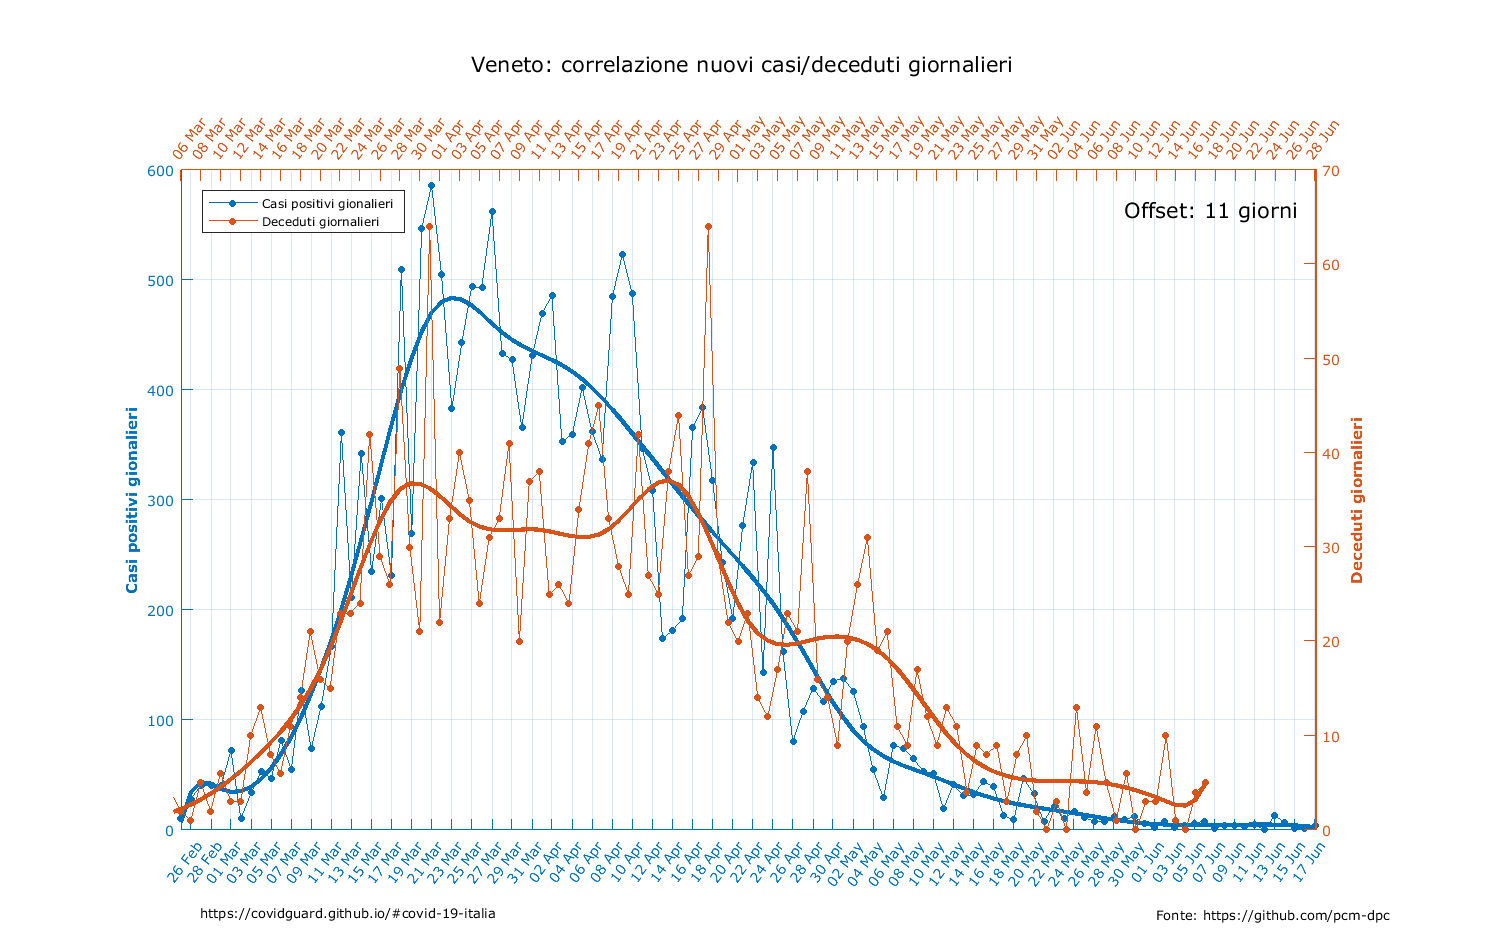 Veneto: correlazione nuovi casi/deceduti giornalieri
06 Mar 08 Mar 10 Mar 12 Mar 14 Mar 16 Mar 18 Mar 20 Mar 22 Mar 24 Mar 26 Mar 28 Mar 30 Mar 01 Apr 03 Apr 05 Apr 07 Apr 09 Apr 11 Apr 13 Apr 15 Apr 17 Apr 19 Apr 21 Apr 23 Apr 25 Apr 27 Apr 29 Apr 01 May 03 May 05 May 07 May 09 May 11 May 13 May 15 May 17 May 19 May 21 May 23 May 25 May 27 May 29 May 31 May 02 Jun 04 Jun 06 Jun 08 Jun 10 Jun 12 Jun 14 Jun 16 Jun 18 Jun 20 Jun 22 Jun 24 Jun 26 Jun 28 Jun
600
500
400
300
200
100
0
Casi positivi gionalieri
Casi positivi gionalieri
Deceduti giornalieri
Offset: 11 giorni
70
60
50
40
30
20
10
0
Deceduti giornalieri
26 Feb 28 Feb 01 Mar 03 Mar 05 Mar 07 Mar 09 Mar 11 Mar 13 Mar 15 Mar 17 Mar 19 Mar 21 Mar 23 Mar 25 Mar 27 Mar 29 Mar 31 Mar 02 Apr 04 Apr 06 Apr 08 Apr 10 Apr 12 Apr 14 Apr 16 Apr 18 Apr 20 Apr 22 Apr 24 Apr 26 Apr 28 Apr 30 Apr 02 May 04 May 06 May 08 May 10 May 12 May 14 May 16 May 18 May 20 May 22 May 24 May 26 May 28 May 30 May 01 Jun 03 Jun 05 Jun 07 Jun 09 Jun 11 Jun 13 Jun 15 Jun 17 Jun
https://covidguard.github.io/#covid-19-italia
Fonte: https://github.com/pcm-dpc